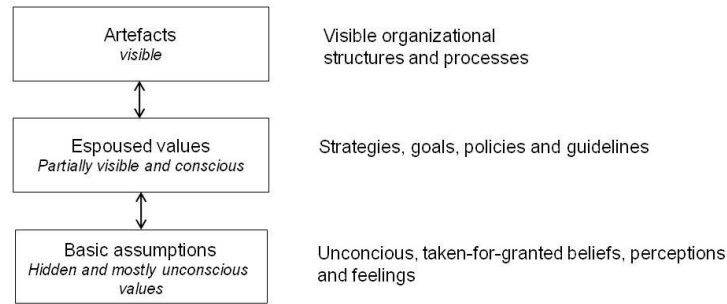 Artefacts
visible
Visible organizational
structures and processes
Espoused values
Partially visible and conscious
Strategies, goals, policies and guidelines
Basic assumptions
Hidden and mostly unconscious
values
Unconcious, taken-for-granted beliefs, perceptions
and feelings